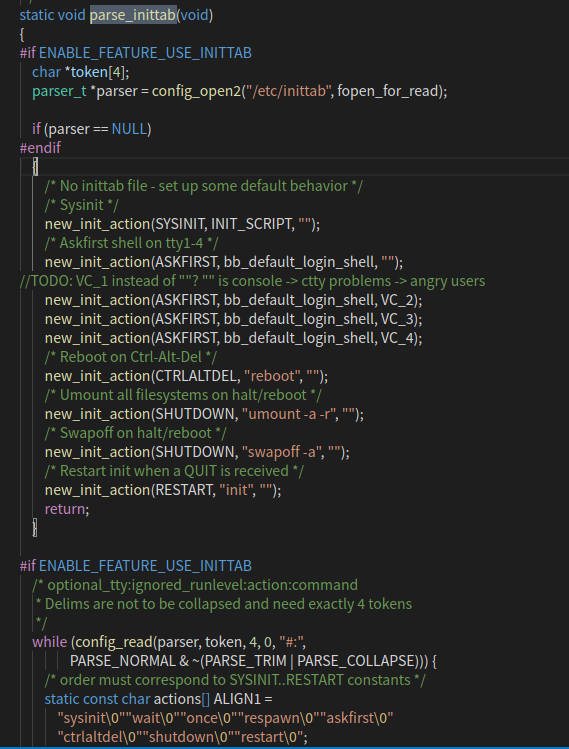 static void parse_inittab(void)
{
#if ENABLE_FEATURE_USE_INITTAB
char *token[4];
parser_t *parser = config_open2("/etc/inittab", fopen_for_read);
if (parser == NULL)
#endif
{
/* No inittab file - set up some default behavior */
/* Sysinit */
new_init_action(SYSINIT, INIT_SCRIPT, "");
/* Askfirst shell on tty1-4 */
new_init_action(ASKFIRST, bb_default_login_shell, "");
//TODO: VC_1 instead of ""? "" is console -> ctty problems -> angry users
new_init_action(ASKFIRST, bb_default_login_shell, VC_2);
new_init_action(ASKFIRST, bb_default_login_shell, VC_3);
new_init_action(ASKFIRST, bb_default_login_shell, VC_4);
/* Reboot on Ctrl-Alt-Del */
new_init_action(CTRLALTDEL, "reboot", "");
/* Umount all filesystems on halt/reboot */
new_init_action(SHUTDOWN, "umount -a -r", "");
/* Swapoff on halt/reboot */
new_init_action(SHUTDOWN, "swapoff -a", "");
/* Restart init when a QUIT is received */
new_init_action(RESTART, "init", "");
return;
}
#if ENABLE_FEATURE_USE_INITTAB
/* optional_tty:ignored_runlevel:action:command
* Delims are not to be collapsed and need exactly 4 tokens
*/
while (config_read(parser, token, 4, 0, "#:",
PARSE_NORMAL & ~(PARSE_TRIM | PARSE_COLLAPSE))) {
/* order must correspond to SYSINIT..RESTART constants */
static const char actions[] ALIGN1 =
"sysinit\0""wait\0""once\0""respawn\0""askfirst\0"
"ctrlaltdel\0""shutdown\0""restart\0";